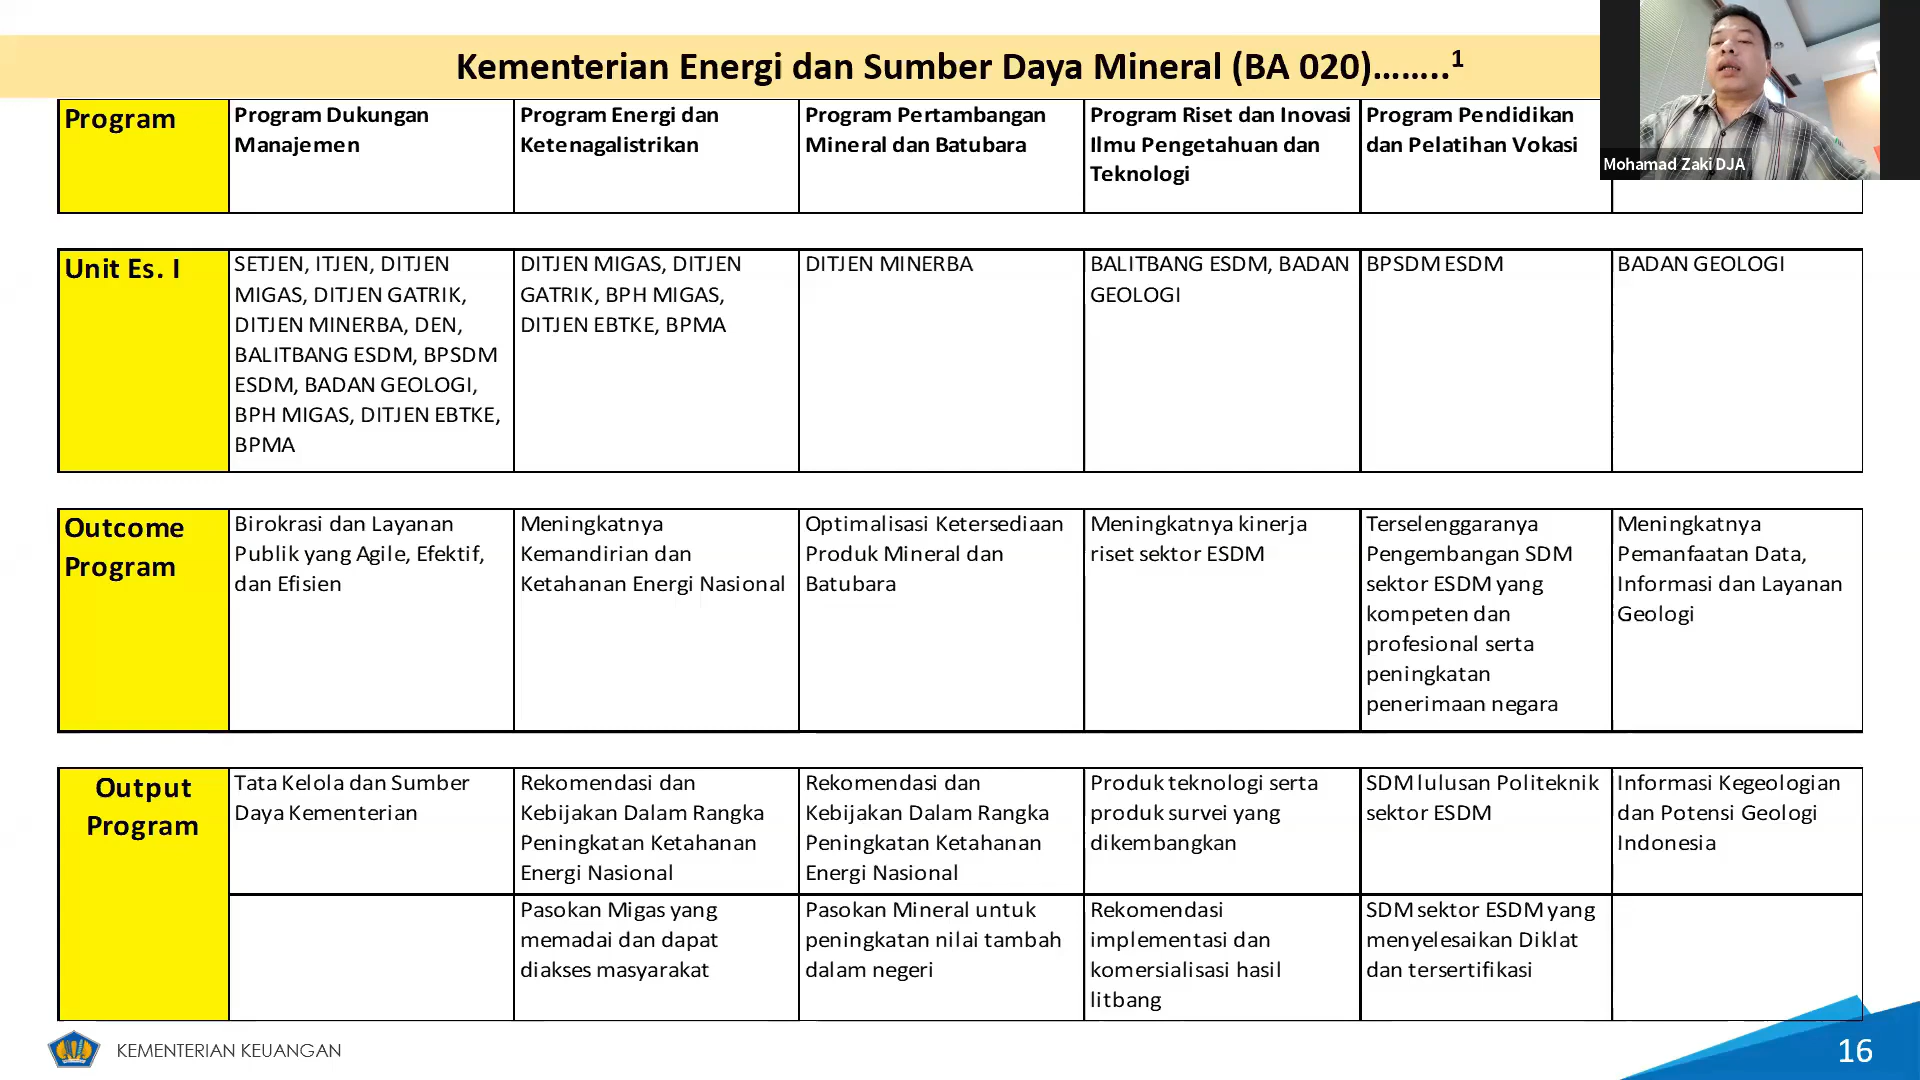 Kementerian Energi dan Sumber Daya Mineral (BA 020)........1
Mohamad Zaki DJA
Program
Program Dukungan
Manajemen
Program Energi dan
Ketenagalistrikan
Program Pertambangan
Mineral dan Batubara
Program Riset dan Inovasi
Ilmu Pengetahuan dan
Teknologi
Program Pendidikan
dan Pelatihan Vokasi
Unit Es. I
SETJEN, ITJEN, DITJEN
MIGAS, DITJEN GATRIK,
DITJEN MINERBA, DEN,
BALITBANG ESDM, BPSDM
ESDM, BADAN GEOLOGI,
BPH MIGAS, DITJEN EBTKE,
BPMA
DITJEN MIGAS, DITJEN
GATRIK, BPH MIGAS,
DITJEN EBTKE, BPMA
DITJEN MINERBA
BALITBANG ESDM, BADAN
GEOLOGI
BPSDM ESDM
BADAN GEOLOGI
Outcome
Program
Birokrasi dan Layanan
Publik yang Agile, Efektif,
dan Efisien
Meningkatnya
Kemandirian dan
Ketahanan Energi Nasional
Optimalisasi Ketersediaan
Produk Mineral dan
Batubara
Meningkatnya kinerja
riset sektor ESDM
Terselenggaranya
Pengembangan SDM
sektor ESDM yang
kompeten dan
profesional serta
peningkatan
penerimaan negara
Meningkatnya
Pemanfaatan Data,
Informasi dan Layanan
Geologi
Output
Program
Tata Kelola dan Sumber
Daya Kementerian
Rekomendasi dan
Kebijakan Dalam Rangka
Peningkatan Ketahanan
Energi Nasional
Rekomendasi dan
Kebijakan Dalam Rangka
Peningkatan Ketahanan
Energi Nasional
Produk teknologi serta
produk survei yang
dikembangkan
SDM lulusan Politeknik
sektor ESDM
Informasi Kegeologian
dan Potensi Geologi
Indonesia
Pasokan Migas yang
memadai dan dapat
diakses masyarakat
Pasokan Mineral untuk
peningkatan nilai tambah
dalam negeri
Rekomendasi
implementasi dan
komersialisasi hasil
litbang
SDM sektor ESDM yang
menyelesaikan Diklat
dan tersertifikasi
KEMENTERIAN KEUANGAN
16